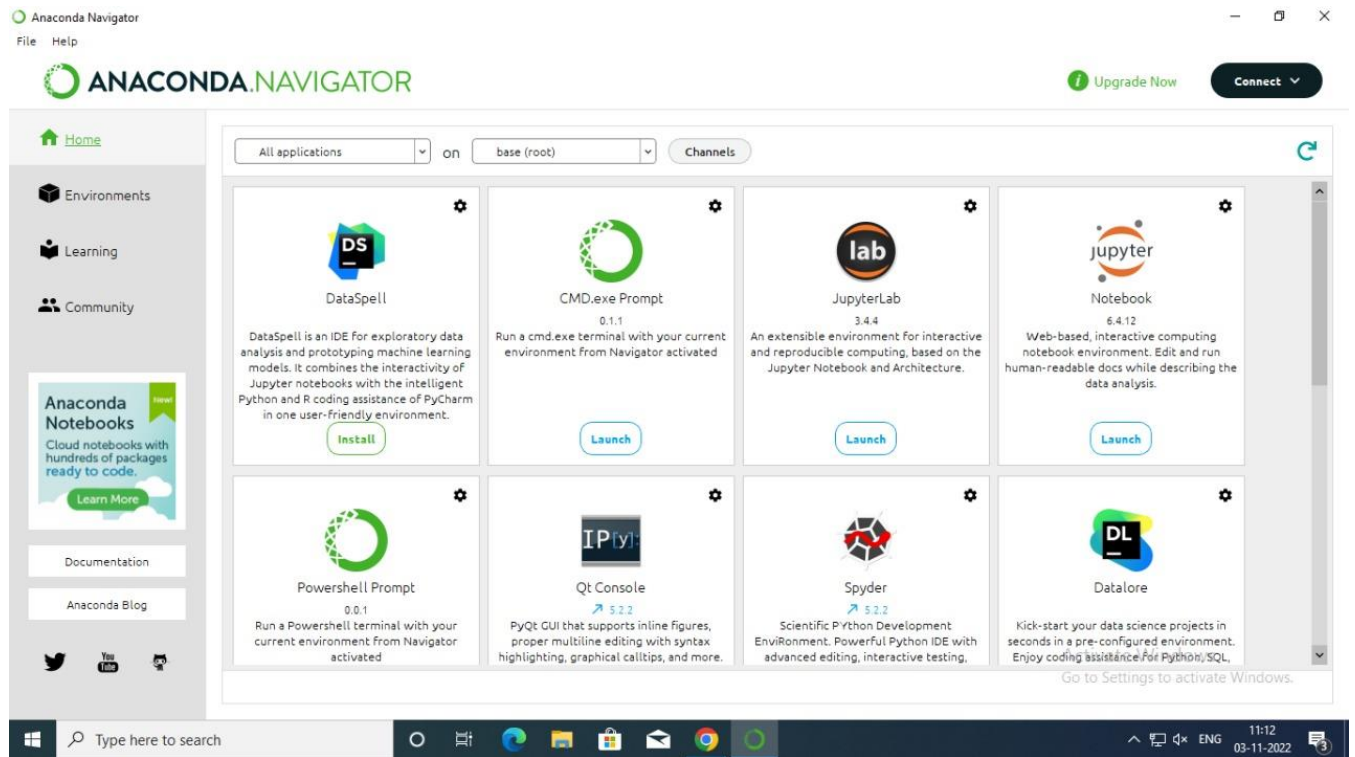 Anaconda Navigator
File Help
ANACONDA.NAVIGATOR
Upgrade Now
Connect
Home
Environments
Learning
Community
Anaconda
Notebooks
New!
Cloud notebooks with
hundreds of packages
ready to code.
Learn More
Documentation
Anaconda Blog
You
Tube
All applications on base (root) Channels
DS
DataSpell
DataSpell is an IDE for exploratory data
analysis and prototyping machine learning
models. It combines the interactivity of
Jupyter notebooks with the intelligent
Python and R coding assistance of PyCharm
in one user-friendly environment.
Install
CMD.exe Prompt
0.1.1
Run a cmd.exe terminal with your current
environment from Navigator activated
Launch
lab
JupyterLab
3.4.4
An extensible environment for interactive
and reproducible computing, based on the
Jupyter Notebook and Architecture.
Launch
jupyter
Notebook
6.4.12
Web-based, interactive computing
notebook environment. Edit and run
human-readable docs while describing the
data analysis.
Launch
Powershell Prompt
0.0.1
Run a Powershell terminal with your
current environment from Navigator
activated
IP[y]:
Qt Console
5.2.2
PyQt GUI that supports inline figures,
proper multiline editing with syntax
highlighting, graphical calltips, and more.
Spyder
5.2.2
Scientific PYthon Development
EnviRonment. Powerful Python IDE with
advanced editing, interactive testing,
DL
Datalore
Kick-start your data science projects in
seconds in a pre-configured environment.
Enjoy coding assistance for Python, SQL,
Activate Windows
Go to Settings to activate Windows.
Type here to search
ENG
11:12
03-11-2022
3